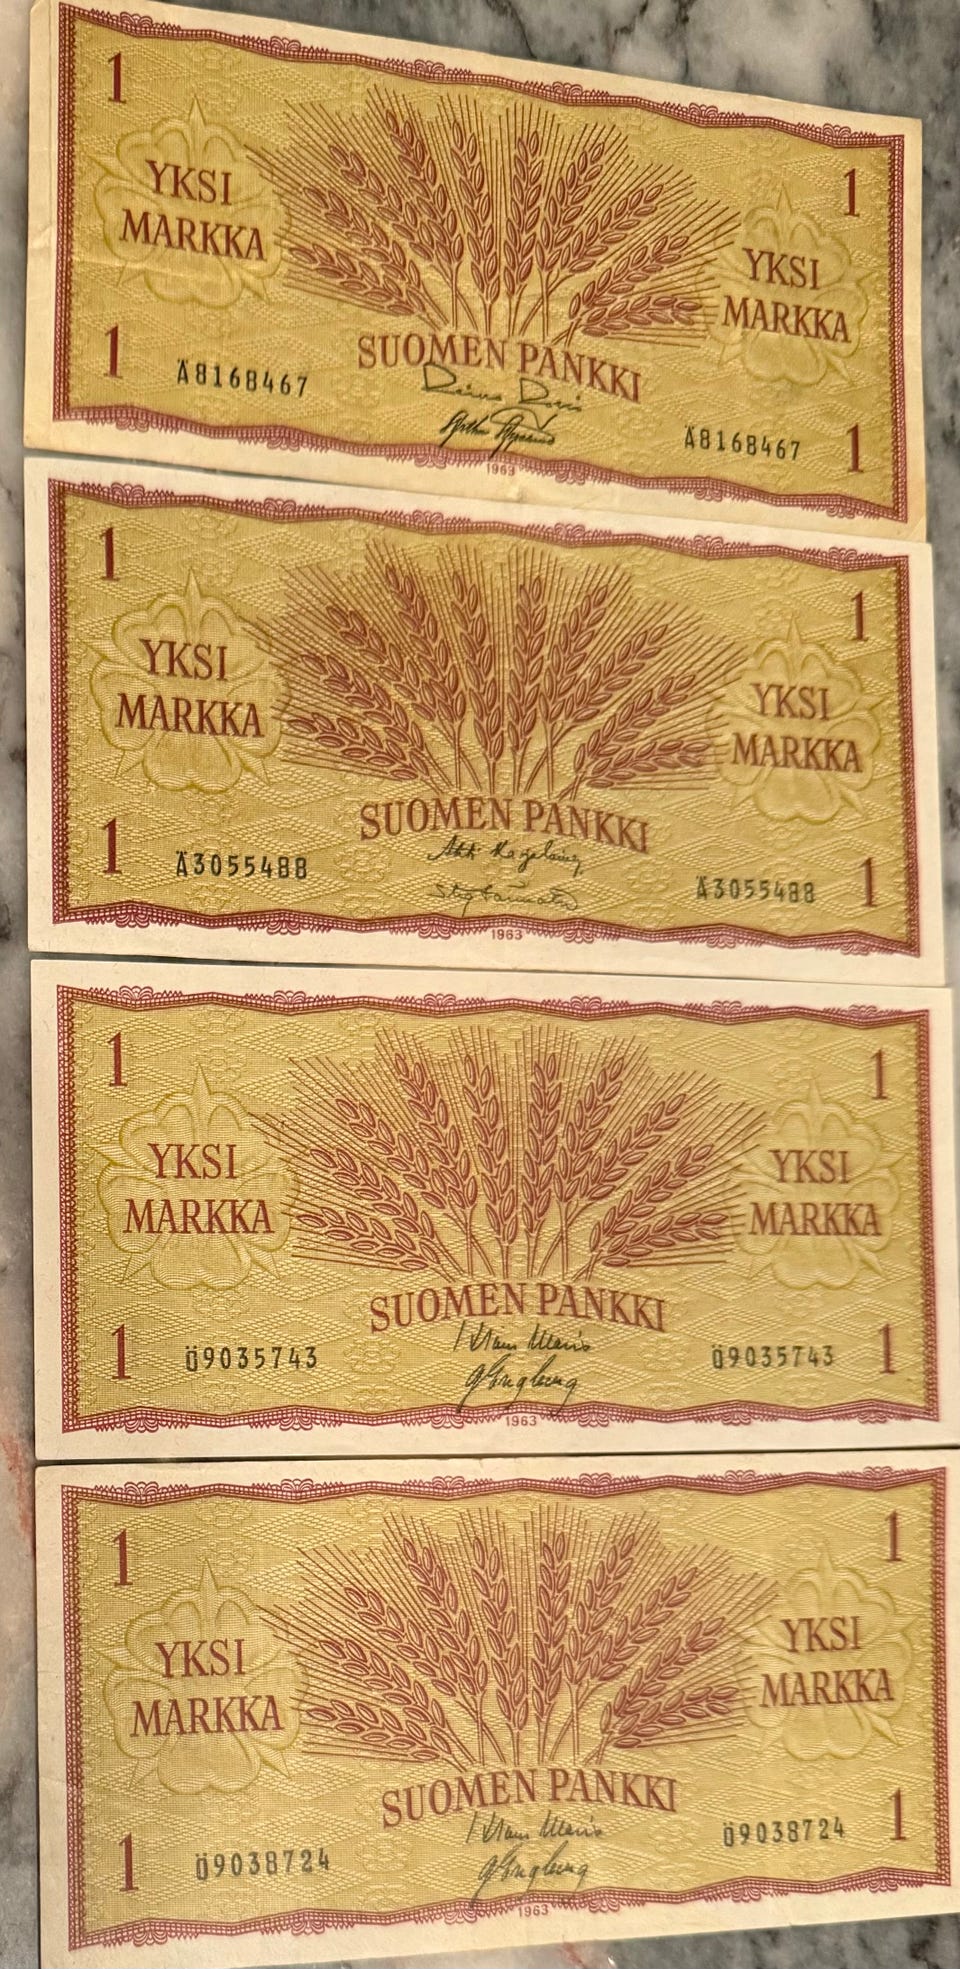 1
YKSI
MARKKA
1
YKSI
MARKKA
SUOMEN PANKKI
1
Ä8168467
Ä8168467
1
1963
1
1
YKSI
MARKKA
YKSI
MARKKA
SUOMEN PANKKI
1
Ä3055488
Ä3055488
1
1963
1
1
YKSI
MARKKA
YKSI
MARKKA
SUOMEN PANKKI
1
Ö9035743
Ö9035743
1
1963
1
1
YKSI
MARKKA
YKSI
MARKKA
SUOMEN PANKKI
1
Ö9038724
Ö9038724
1
1963